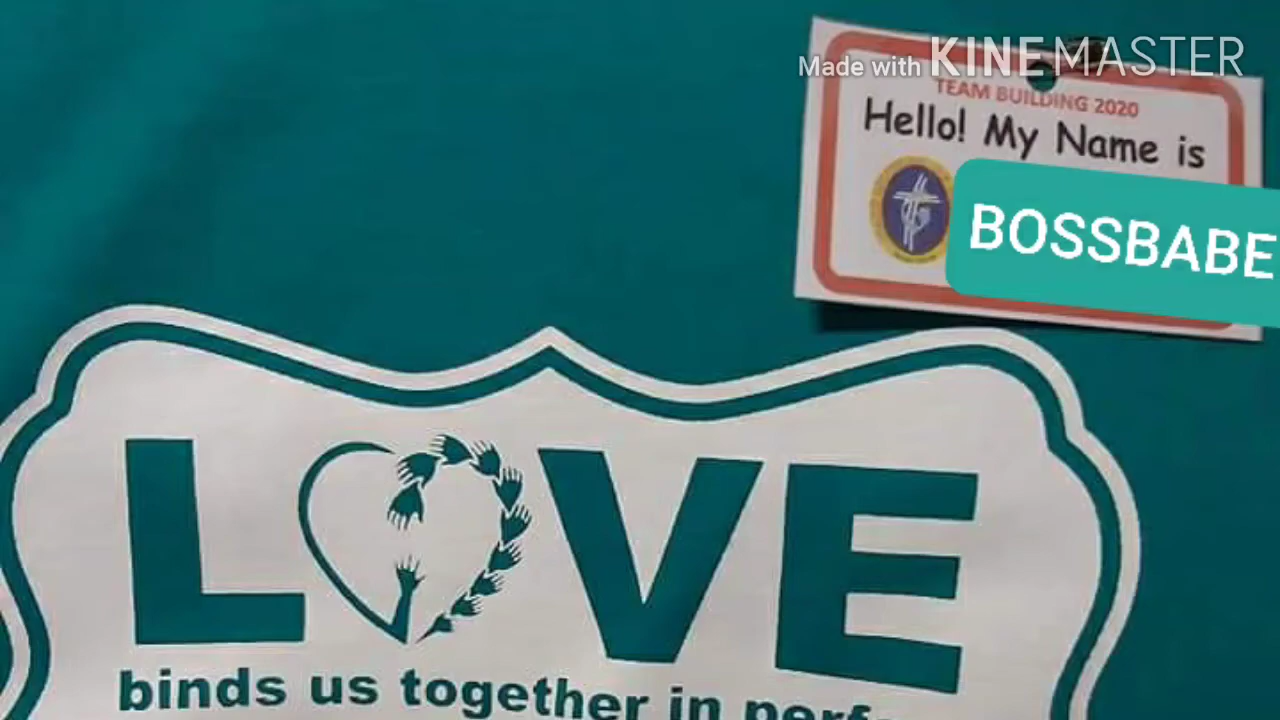 Made with KINEMASTER
TEAM BUILDING 2020
Hello! My Name is
BOSSBABE
LOVE
binds us together in